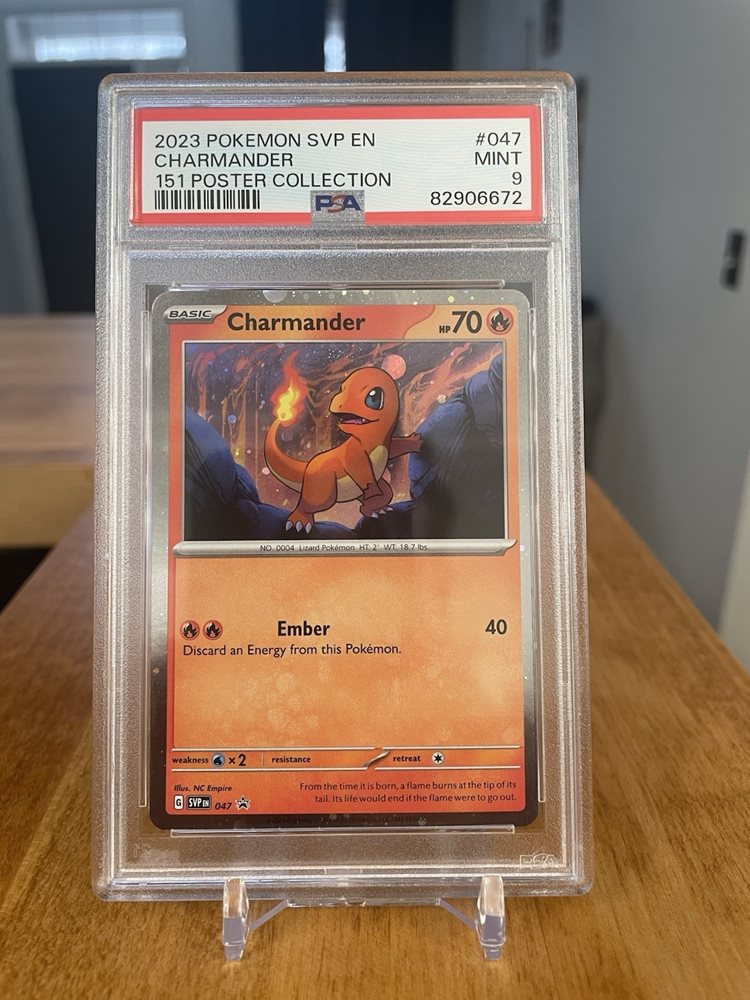 2023 POKEMON SVP EN #047
CHARMANDER MINT
151 POSTER COLLECTION 9
PSA 82906672
BASIC Charmander HP 70
NO. 0004 Lizard Pokémon HT: 2' WT: 18.7 lbs.
Ember 40
Discard an Energy from this Pokémon.
weakness ×2 resistance retreat
Illus. NC Empire
From the time it is born, a flame burns at the tip of its
tail. Its life would end if the flame were to go out.
G SVP EN 047
PSA